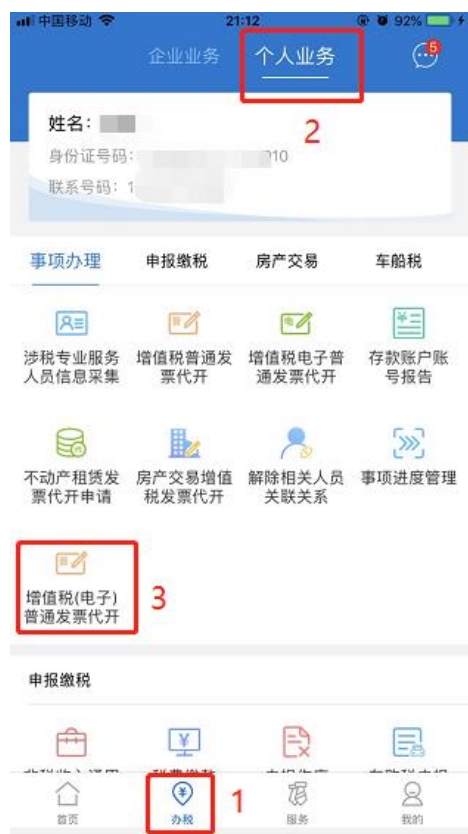 中国移动 21:12 92%
企业业务 个人业务 5
2
姓名：
身份证号码: 010
联系号码: 1
事项办理 申报缴税 房产交易 车船税
涉税专业服务 增值税普通发 增值税电子普 存款账户账
人员信息采集 票代开 通发票代开 号报告
不动产租赁发 房产交易增值 解除相关人员 事项进度管理
票代开申请 税发票代开 关联关系
增值税(电子)
普通发票代开
3
申报缴税
1
首页 办税 服务 我的